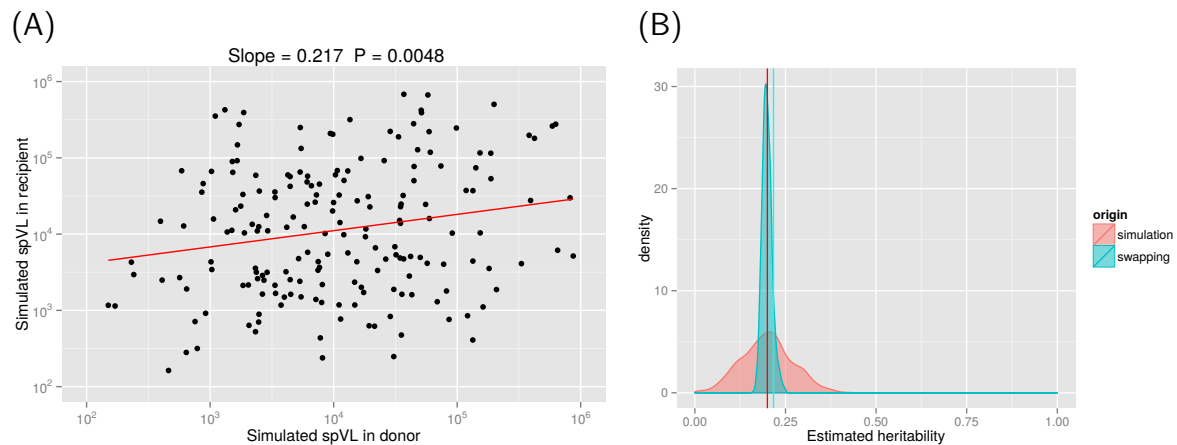 (A)
Slope = 0.217 P = 0.0048
Simulated spVL in recipient
10^6
10^5
10^4
10^3
10^2
10^2 10^3 10^4 10^5 10^6
Simulated spVL in donor
(B)
density
30
20
10
0
0.00 0.25 0.50 0.75 1.00
Estimated heritability
origin
simulation
swapping